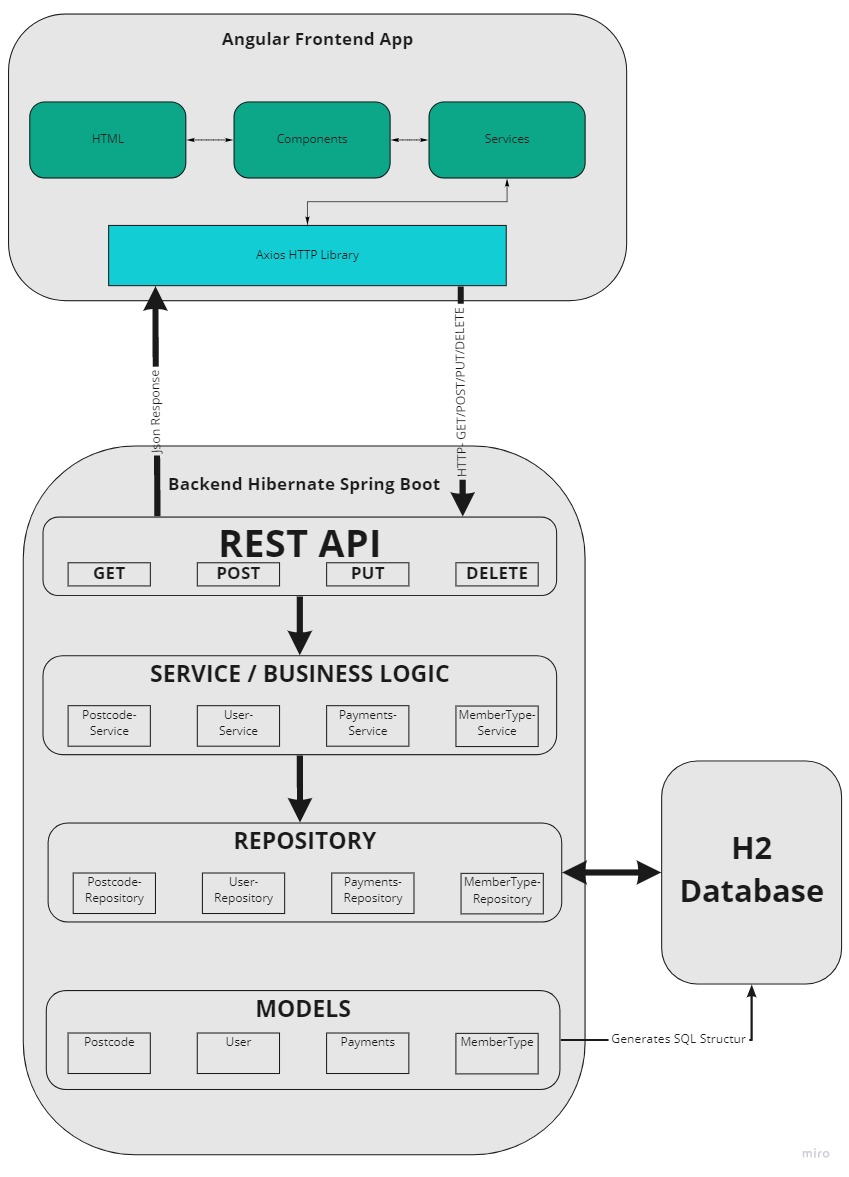 Angular Frontend App
HTML
Components
Services
Axios HTTP Library
Json Response
HTTP- GET/POST/PUT/DELETE
Backend Hibernate Spring Boot
REST API
GET
POST
PUT
DELETE
SERVICE / BUSINESS LOGIC
Postcode-
Service
User-
Service
Payments-
Service
MemberType-
Service
REPOSITORY
Postcode-
Repository
User-
Repository
Payments-
Repository
MemberType-
Repository
H2
Database
MODELS
Postcode
User
Payments
MemberType
Generates SQL Structur
miro